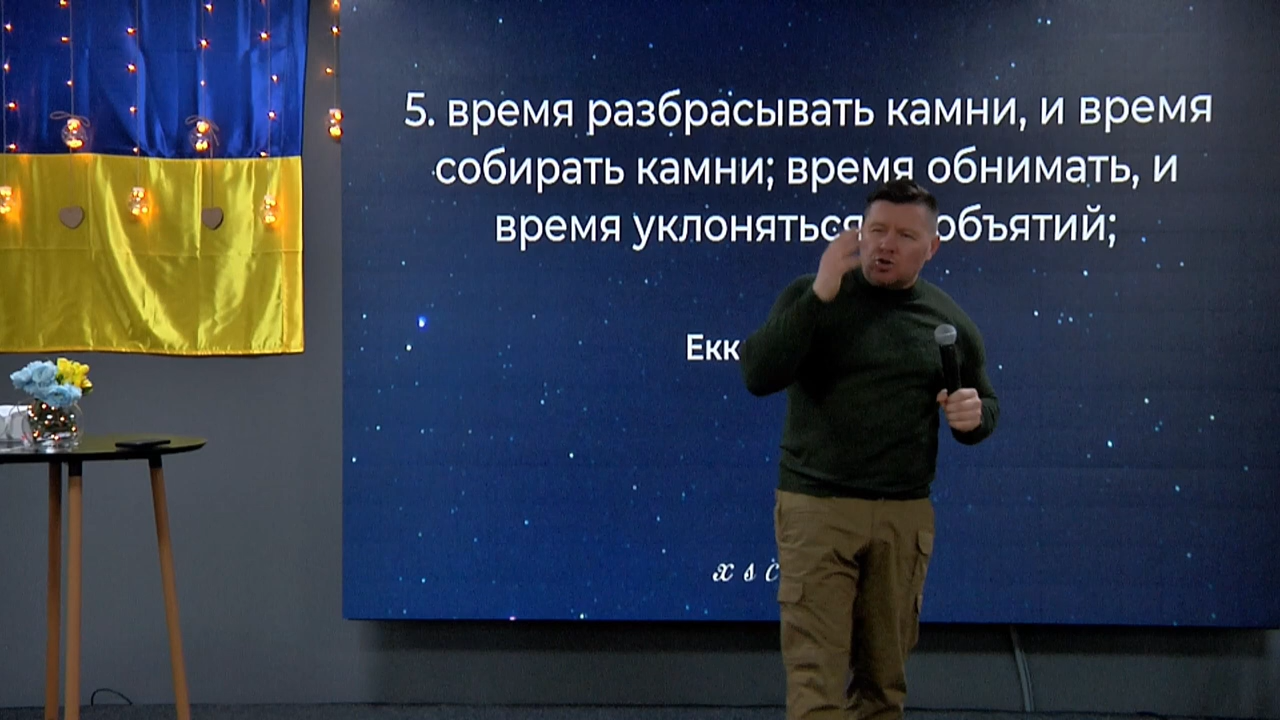 5. время разбрасывать камни, и время
собирать камни; время обнимать, и
время уклоняться объятий;
Екк
x s c